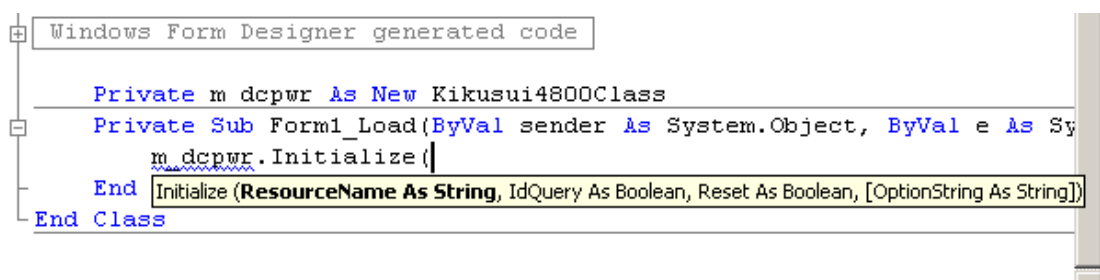 Windows Form Designer generated code
Private m_dcpwr As New Kikusui4800Class
Private Sub Form1_Load(ByVal sender As System.Object, ByVal e As Sy
m_dcpwr.Initialize(
End
Initialize (ResourceName As String, IdQuery As Boolean, Reset As Boolean, [OptionString As String])
End Class